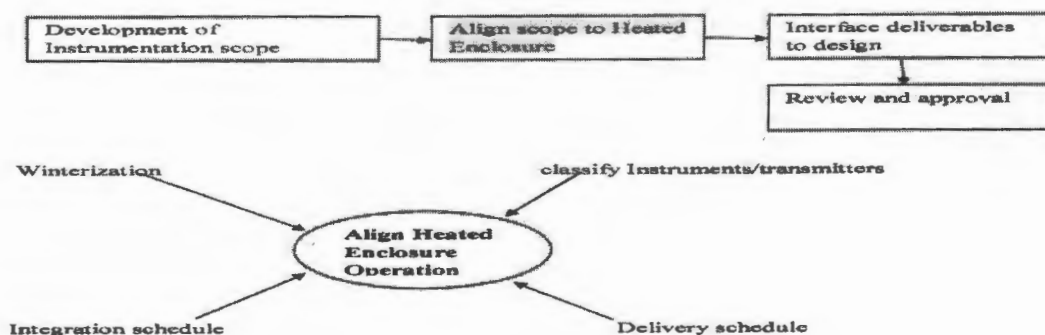 Development of
Instrumentation scope
Align scope to Heated
Enclosure
Interface deliverables
to design
Review and approval
Winterization
classify Instruments/transmitters
Align Heated
Enclosure
Operation
Integration schedule
Delivery schedule